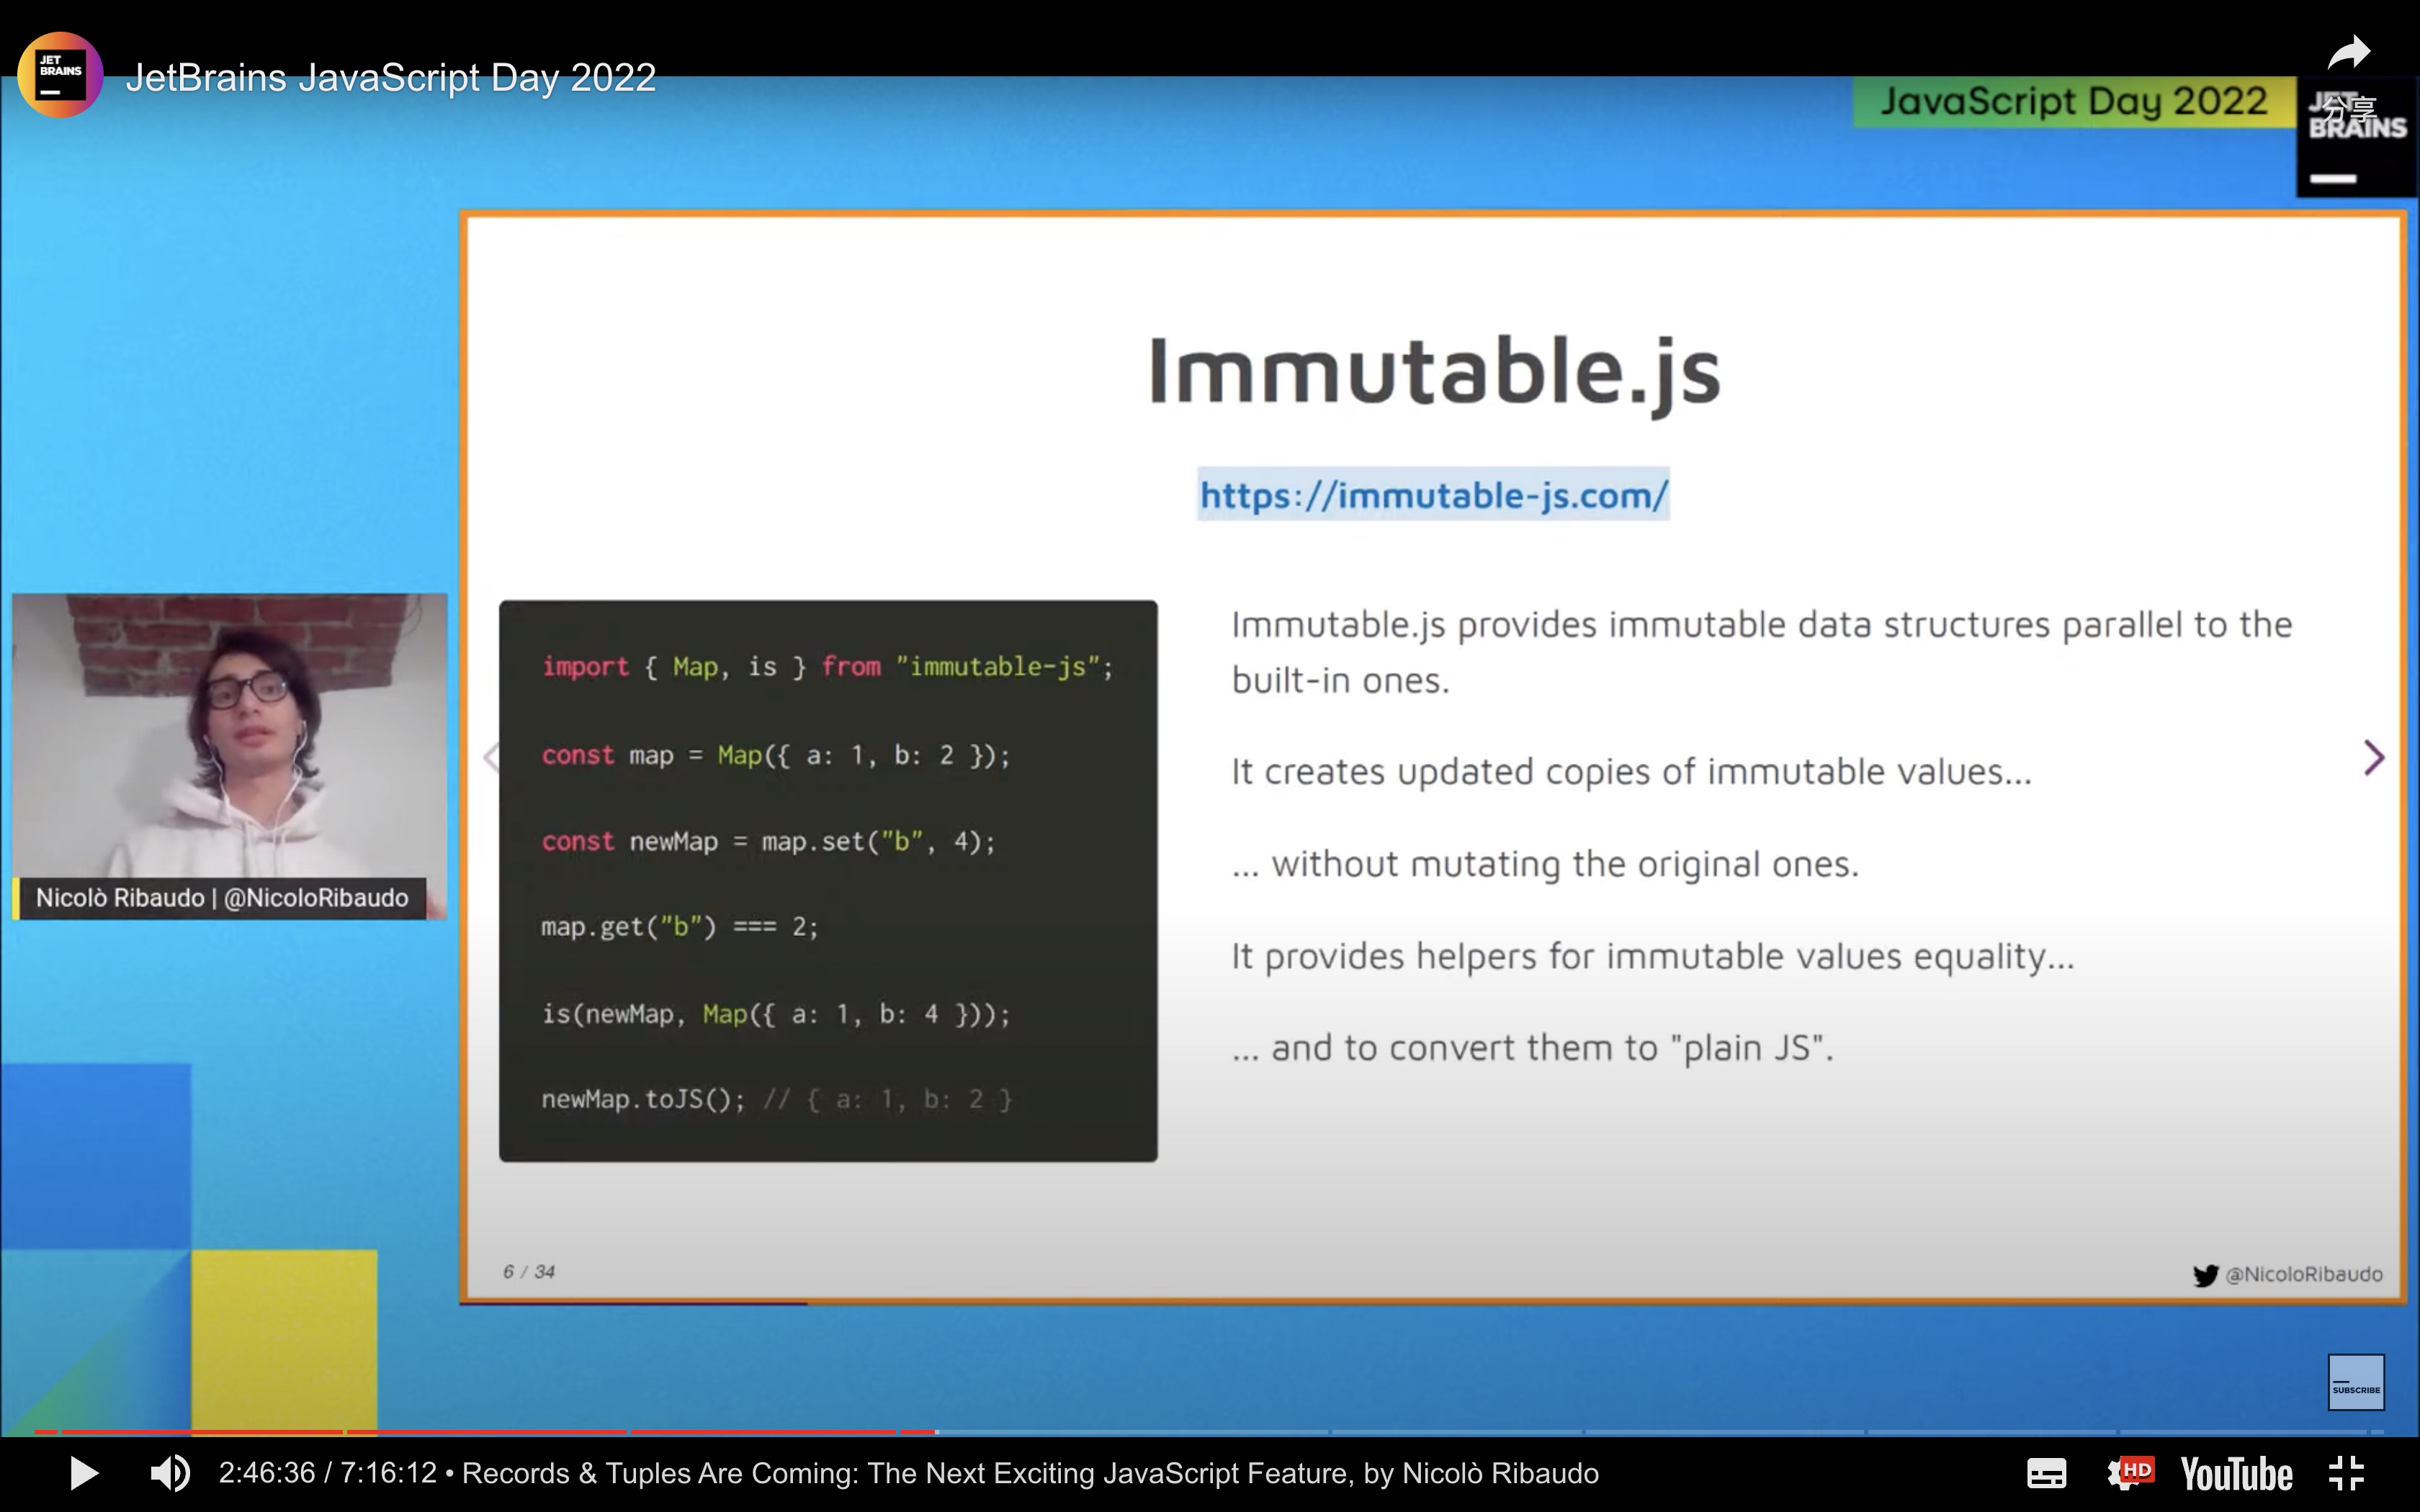 JET
BRAINS
JetBrains JavaScript Day 2022
JavaScript Day 2022
JET
BRAINS
分享
Immutable.js
https://immutable-js.com/
import { Map, is } from "immutable-js";
const map = Map({ a: 1, b: 2 });
const newMap = map.set("b", 4);
map.get("b") === 2;
is(newMap, Map({ a: 1, b: 4 }));
newMap.toJS(); // { a: 1, b: 2 }
Immutable.js provides immutable data structures parallel to the
built-in ones.
It creates updated copies of immutable values...
... without mutating the original ones.
It provides helpers for immutable values equality...
... and to convert them to "plain JS".
Nicolò Ribaudo | @NicoloRibaudo
6 / 34
@NicoloRibaudo
SUBSCRIBE
2:46:36 / 7:16:12 • Records & Tuples Are Coming: The Next Exciting JavaScript Feature, by Nicolò Ribaudo
HD
YouTube